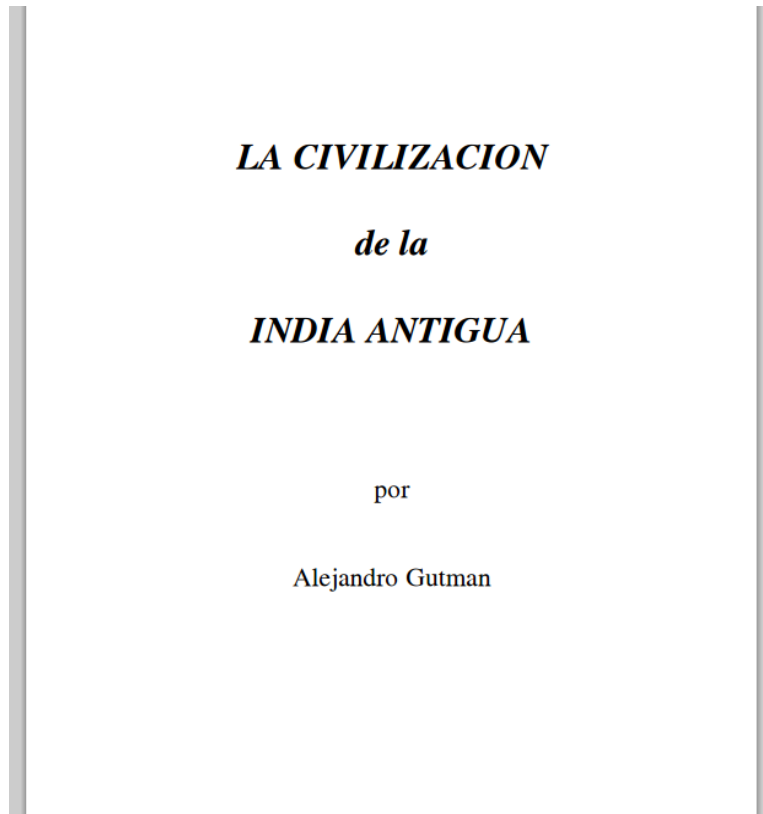 LA CIVILIZACION
de la
INDIA ANTIGUA
por
Alejandro Gutman